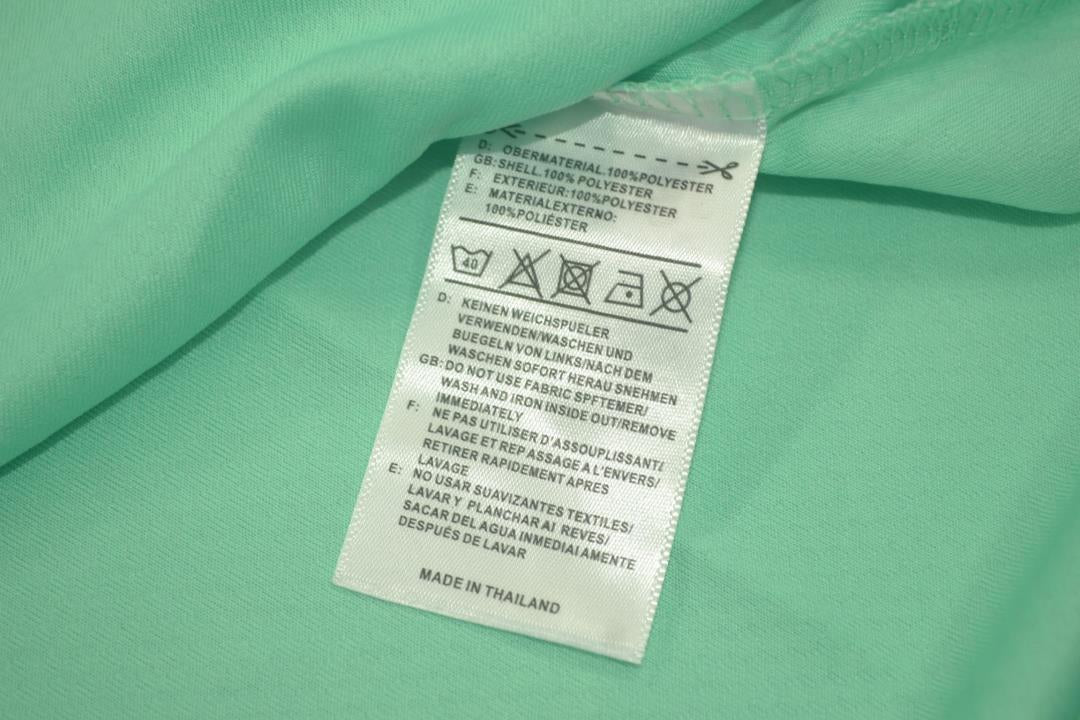 D: OBERMATERIAL.100%POLYESTER
GB: SHELL.100% POLYESTER
F: EXTERIEUR:100%POLYESTER
E: MATERIALEXTERNO:
100%POLIÉSTER
40
D: KEINEN WEICHSPUELER
VERWENDEN/WASCHEN UND
BUEGELN VON LINKS/NACH DEM
WASCHEN SOFORT HERAU SNEHMEN
GB: DO NOT USE FABRIC SPFTEMER/
WASH AND IRON INSIDE OUT/REMOVE
IMMEDIATELY
F: NE PAS UTILISER D'ASSOUPLISSANT/
LAVAGE ET REP ASSAGE A L'ENVERS/
RETIRER RAPIDEMENT APRES
LAVAGE
E: NO USAR SUAVIZANTES TEXTILES/
LAVAR Y PLANCHAR AI REVES/
SACAR DEL AGUA INMEDIAI AMENTE
DESPUÉS DE LAVAR
MADE IN THAILAND